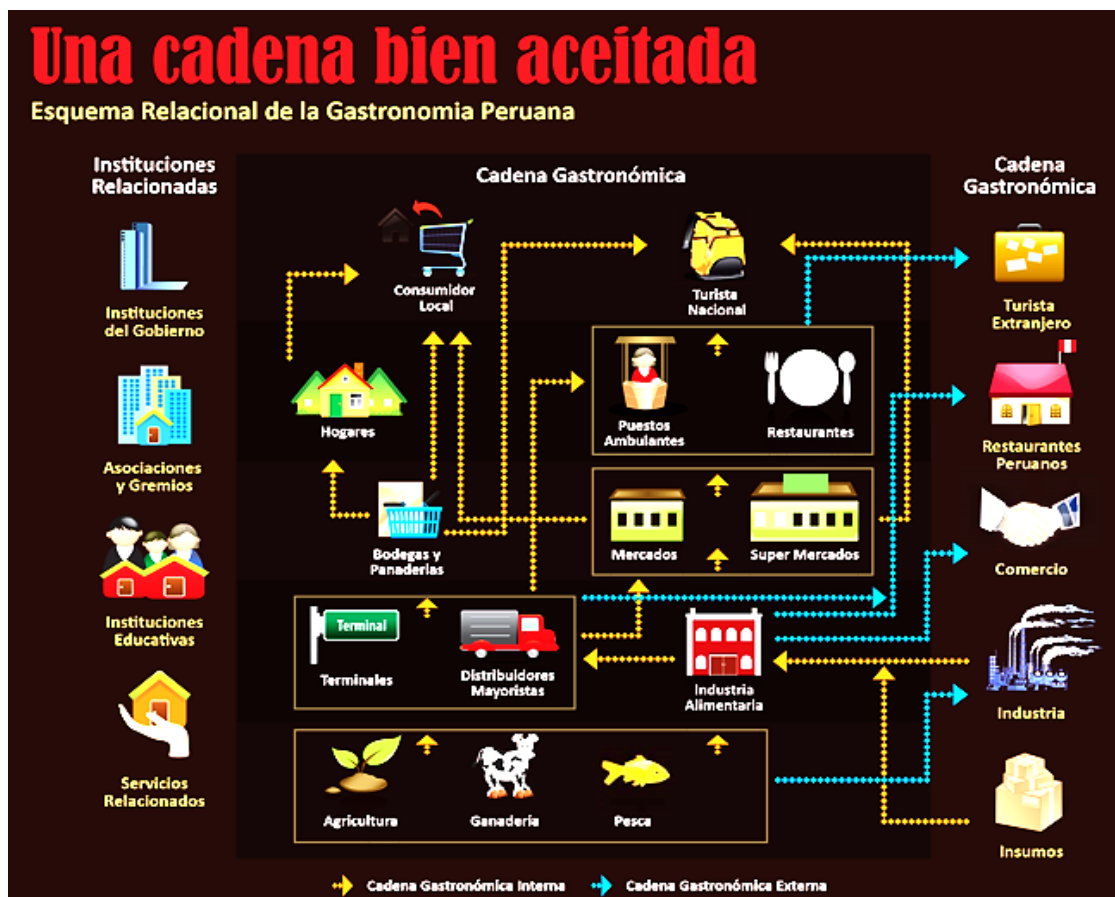 Una cadena bien aceitada
Esquema Relacional de la Gastronomia Peruana
Instituciones
Relacionadas
Instituciones
del Gobierno
Asociaciones
y Gremios
Instituciones
Educativas
Servicios
Relacionados
Cadena Gastronómica
Consumidor
Local
Turista
Nacional
Hogares
Puestos
Ambulantes
Restaurantes
Bodegas y
Panaderías
Mercados
Super Mercados
Terminal
Terminales
Distribuidores
Mayoristas
Industria
Alimentaria
Agricultura
Ganadería
Pesca
Cadena
Gastronómica
Turista
Extranjero
Restaurantes
Peruanos
Comercio
Industria
Insumos
Cadena Gastronómica Interna
Cadena Gastronómica Externa